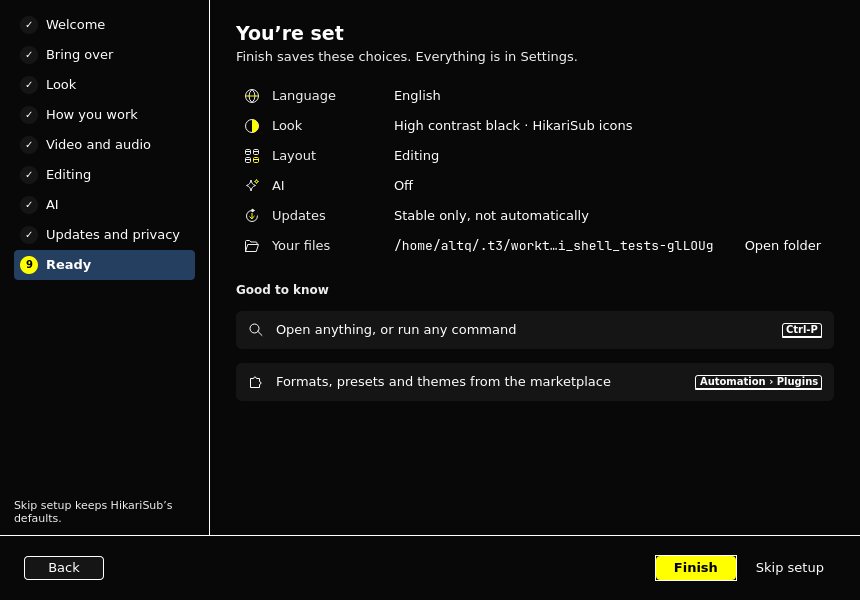 ✓ Welcome
✓ Bring over
✓ Look
✓ How you work
✓ Video and audio
✓ Editing
✓ AI
✓ Updates and privacy
9 Ready
Skip setup keeps HikariSub’s
defaults.
You’re set
Finish saves these choices. Everything is in Settings.
Language English
Look High contrast black · HikariSub icons
Layout Editing
AI Off
Updates Stable only, not automatically
Your files /home/altq/.t3/workt…i_shell_tests-glLOUg Open folder
Good to know
Open anything, or run any command Ctrl-P
Formats, presets and themes from the marketplace Automation › Plugins
Back
Finish
Skip setup